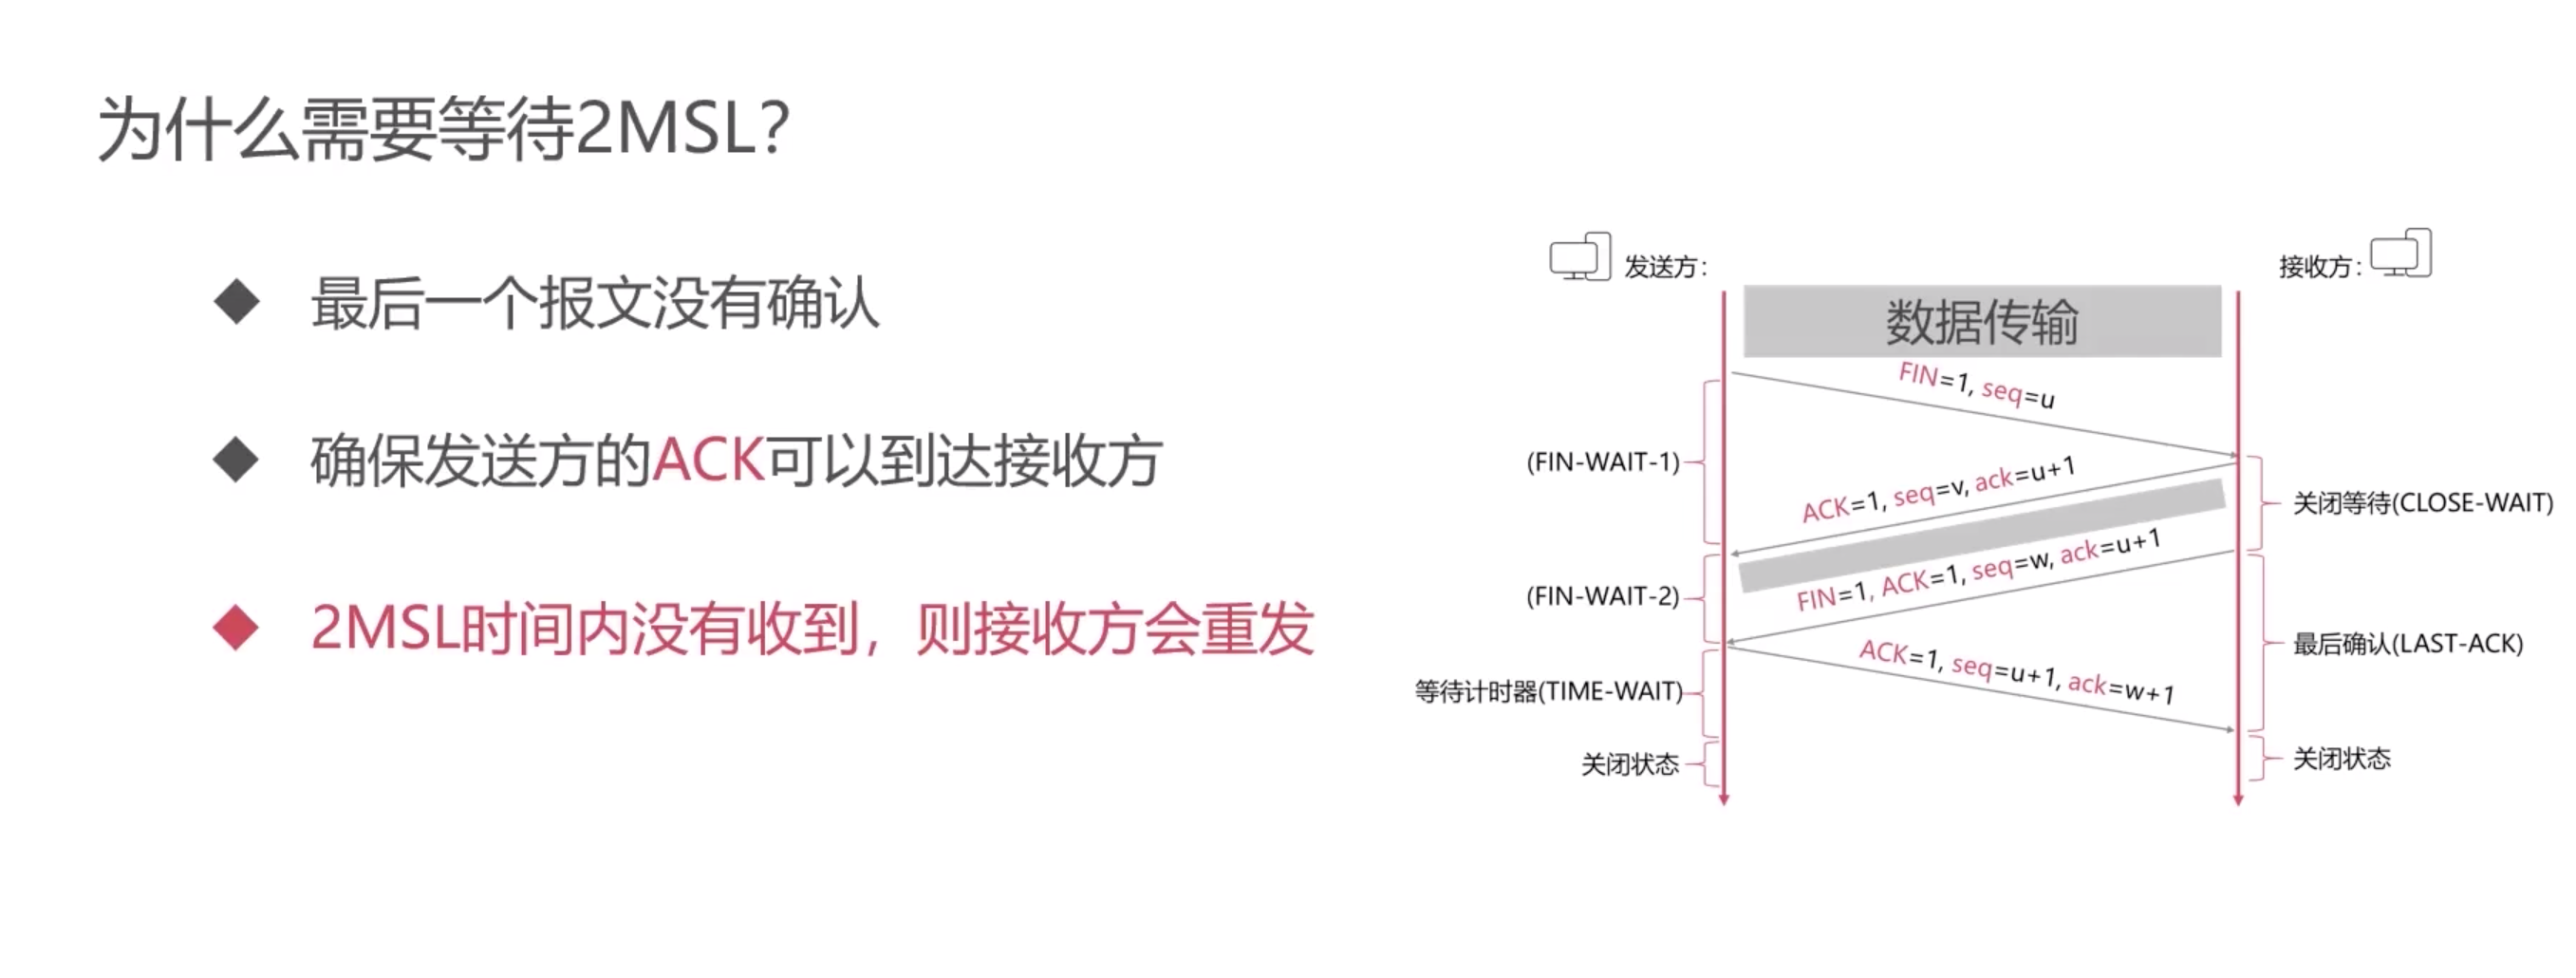 为什么需要等待2MSL?
最后一个报文没有确认
确保发送方的ACK可以到达接收方
2MSL时间内没有收到，则接收方会重发
发送方：
接收方：
数据传输
FIN=1, seq=u
(FIN-WAIT-1)
ACK=1, seq=v, ack=u+1
关闭等待(CLOSE-WAIT)
(FIN-WAIT-2)
FIN=1, ACK=1, seq=w, ack=u+1
最后确认(LAST-ACK)
ACK=1, seq=u+1, ack=w+1
等待计时器(TIME-WAIT)
关闭状态
关闭状态